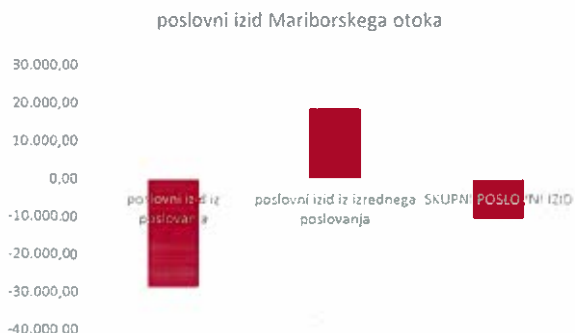 poslovni izid Mariborskega otoka
30.000,00
20.000,00
10.000,00
0,00
-10.000,00
-20.000,00
-30.000,00
-40.000,00
poslovni izid iz
poslovanja
poslovni izid iz izrednega
poslovanja
SKUPNI POSLOVNI IZID